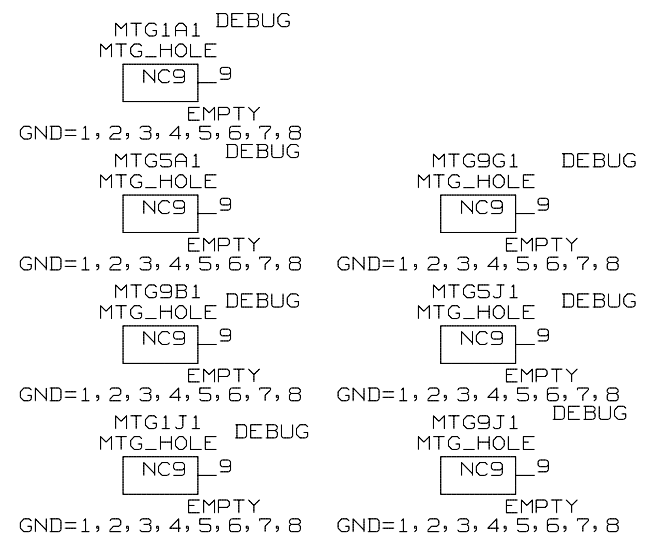 MTG1A1 DEBUG
MTG_HOLE
NC9 9
EMPTY
GND=1,2,3,4,5,6,7,8
DEBUG
MTG5A1
MTG_HOLE
NC9 9
EMPTY
GND=1,2,3,4,5,6,7,8
MTG9B1
DEBUG
MTG_HOLE
NC9 9
EMPTY
GND=1,2,3,4,5,6,7,8
MTG1J1
DEBUG
MTG_HOLE
NC9 9
EMPTY
GND=1,2,3,4,5,6,7,8
MTG9G1 DEBUG
MTG_HOLE
NC9 9
EMPTY
GND=1,2,3,4,5,6,7,8
MTG5J1
DEBUG
MTG_HOLE
NC9 9
EMPTY
GND=1,2,3,4,5,6,7,8
DEBUG
MTG9J1
MTG_HOLE
NC9 9
EMPTY
GND=1,2,3,4,5,6,7,8